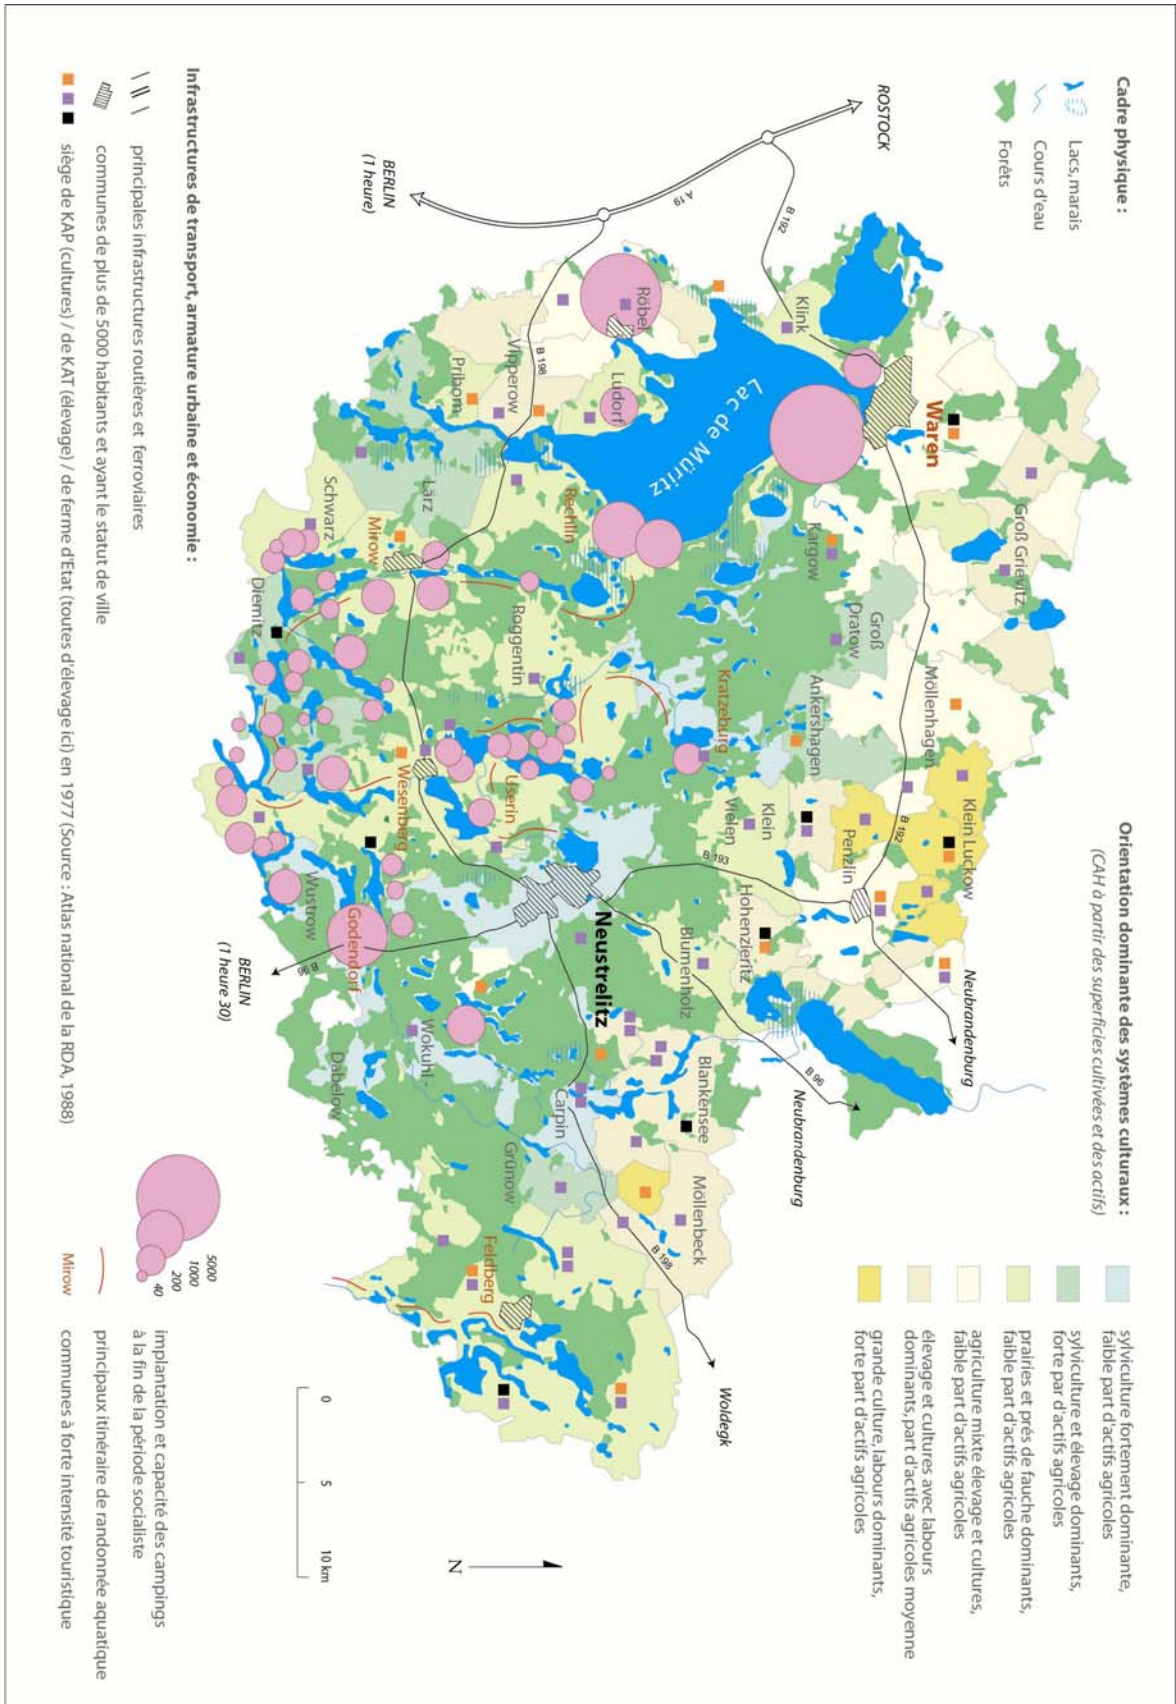 Cadre physique :
Lacs, marais
Cours d'eau
Forêts
Orientation dominante des systèmes culturaux :
(CAH à partir des superficies cultivées et des actifs)
sylviculture fortement dominante,
faible part d'actifs agricoles
sylviculture et élevage dominants,
forte par d'actifs agricoles
prairies et prés de fauche dominants,
faible part d'actifs agricoles
agriculture mixte élevage et cultures,
faible part d'actifs agricoles
élevage et cultures avec labours
dominants, part d'actifs agricoles moyenne
grande culture, labours dominants,
forte part d'actifs agricoles
ROSTOCK
BERLIN
(1 heure)
A 19
B 192
Klink
Waren
Groß Grievitz
Lac de Müritz
Kargow
Groß
Dratow
Möllenhagen
Ankershagen
B 192
Klein Luckow
Penzlin
Klein
Vielen
B 193
Hohenzieritz
Neubrandenburg
Röbel
Ludorf
Vipperow
B 198
Priborn
Rechlin
Lärz
Schwarz
Mirow
Diemitz
Roggentin
Kratzeburg
Userin
Wesenberg
Neustrelitz
Blumenholz
B 96
Neubrandenburg
Blankensee
Wustrow
Godendorf
B 96
BERLIN
(1 heure 30)
Wokuhl -
Dabelow
Carpin
Grünow
Möllenbeck
B 198
Woldegk
Feldberg
0
5
10 km
N
Infrastructures de transport, armature urbaine et économie :
principales infrastructures routières et ferroviaires
communes de plus de 5000 habitants et ayant le statut de ville
siège de KAP (cultures) / de KAT (élevage) / de ferme d'Etat (toutes d'élevage ici) en 1977 (Source : Atlas national de la RDA, 1988)
5000
1000
200
40
implantation et capacité des campings
à la fin de la période socialiste
principaux itinéraire de randonnée aquatique
Mirow
communes à forte intensité touristique